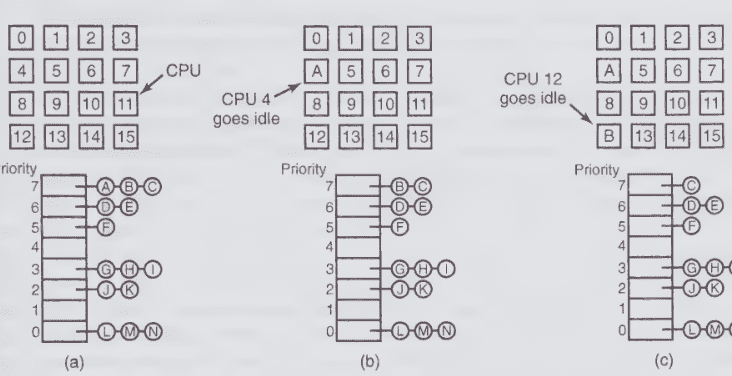 0 1 2 3
4 5 6 7
8 9 10 11
12 13 14 15
CPU
riority
7 A B C
6 D E
5 F
4
3 G H I
2 J K
1
0 L M N
(a)
0 1 2 3
A 5 6 7
8 9 10 11
12 13 14 15
CPU 4
goes idle
Priority
7 B C
6 D E
5 F
4
3 G H I
2 J K
1
0 L M N
(b)
0 1 2 3
A 5 6 7
8 9 10 11
B 13 14 15
CPU 12
goes idle
Priority
7 C
6 D E
5 F
4
3 G H
2 J K
1
0 L M
(c)